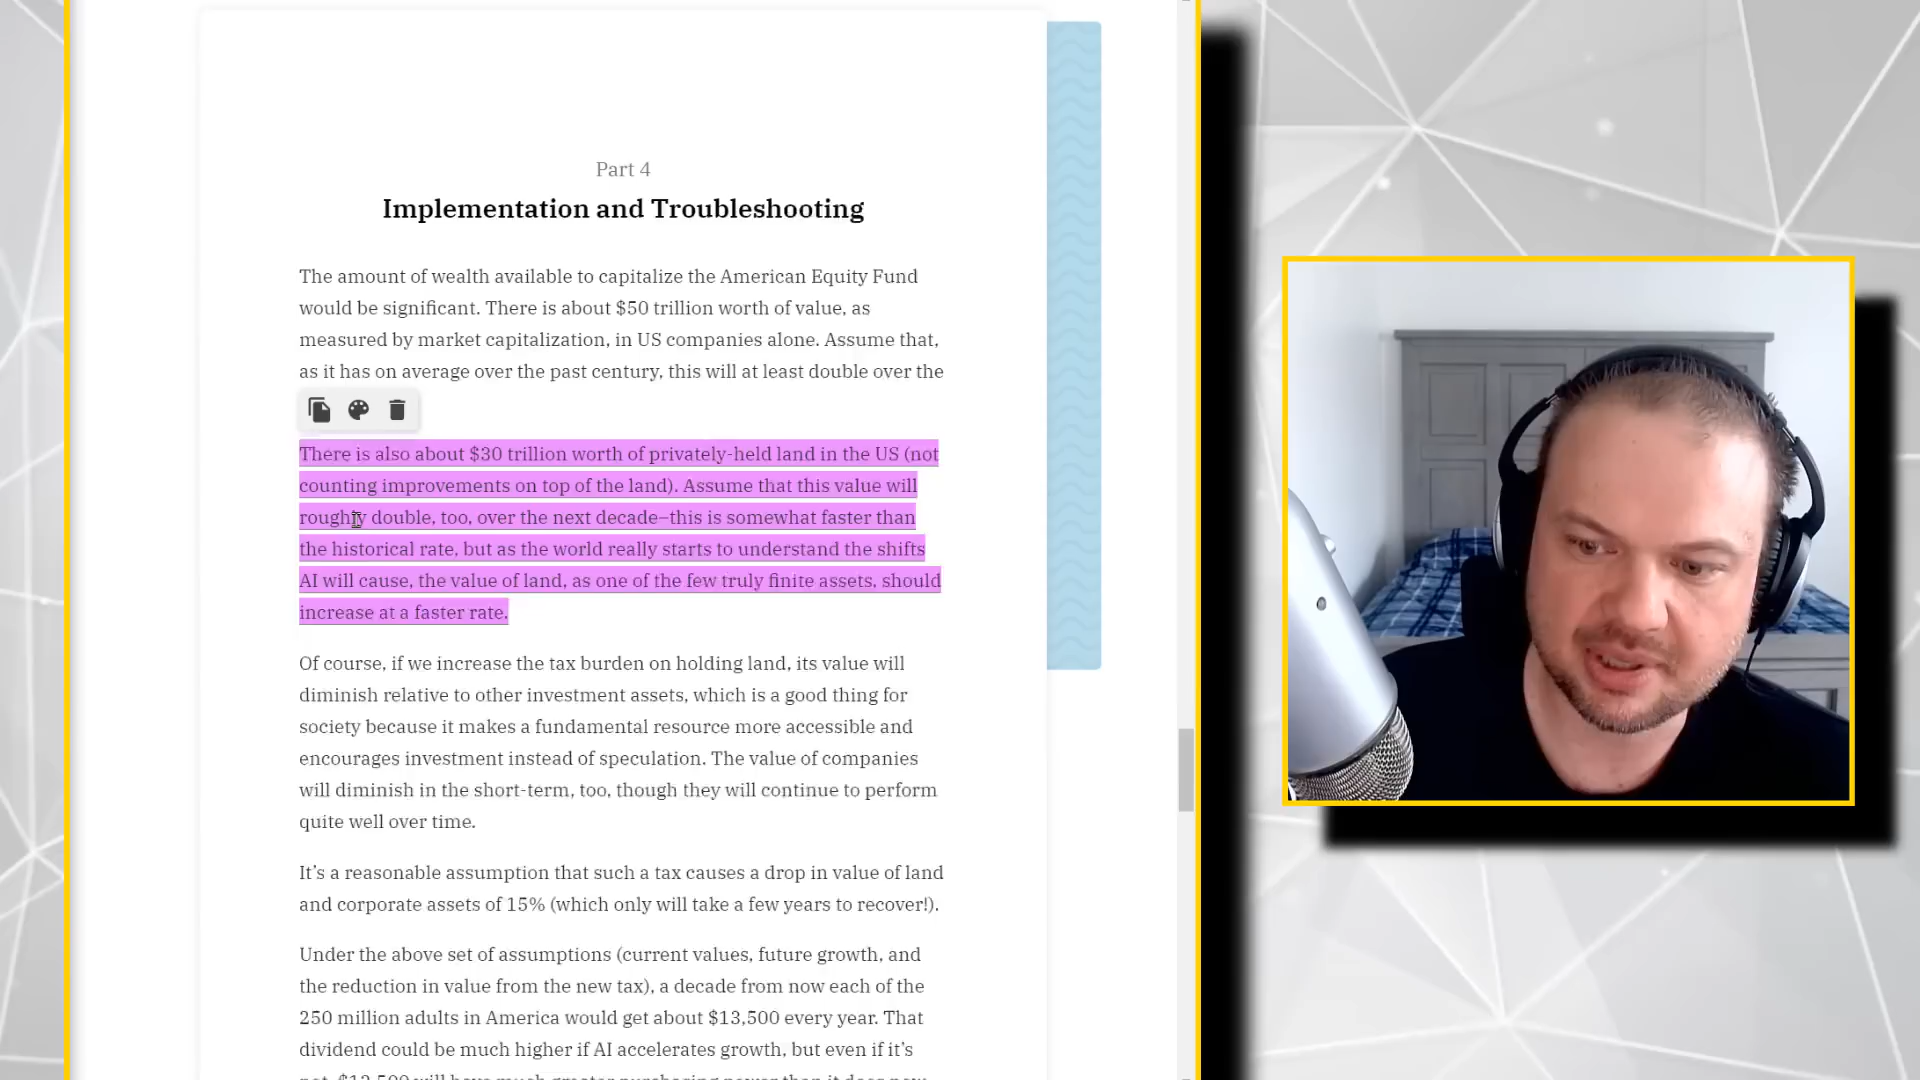 Part 4
Implementation and Troubleshooting
The amount of wealth available to capitalize the American Equity Fund
would be significant. There is about $50 trillion worth of value, as
measured by market capitalization, in US companies alone. Assume that,
as it has on average over the past century, this will at least double over the
There is also about $30 trillion worth of privately-held land in the US (not
counting improvements on top of the land). Assume that this value will
roughly double, too, over the next decade–this is somewhat faster than
the historical rate, but as the world really starts to understand the shifts
AI will cause, the value of land, as one of the few truly finite assets, should
increase at a faster rate.
Of course, if we increase the tax burden on holding land, its value will
diminish relative to other investment assets, which is a good thing for
society because it makes a fundamental resource more accessible and
encourages investment instead of speculation. The value of companies
will diminish in the short-term, too, though they will continue to perform
quite well over time.
It’s a reasonable assumption that such a tax causes a drop in value of land
and corporate assets of 15% (which only will take a few years to recover!).
Under the above set of assumptions (current values, future growth, and
the reduction in value from the new tax), a decade from now each of the
250 million adults in America would get about $13,500 every year. That
dividend could be much higher if AI accelerates growth, but even if it’s
not, $13,500 will have much greater purchasing power than it does now